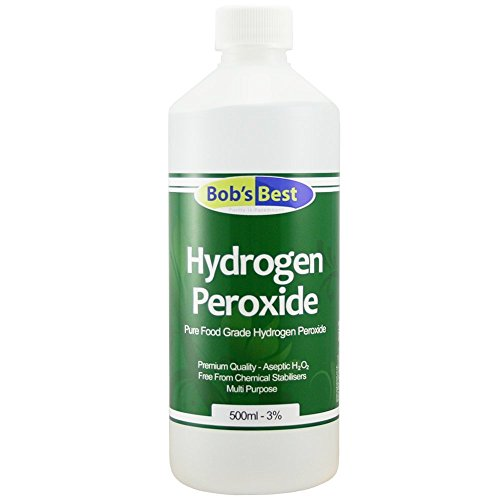 Bob's Best
Hydrogen
Peroxide
Pure Food Grade Hydrogen Peroxide
Premium Quality - Aseptic H₂O₂
Free From Chemical Stabilisers
Multi Purpose
500ml - 3%